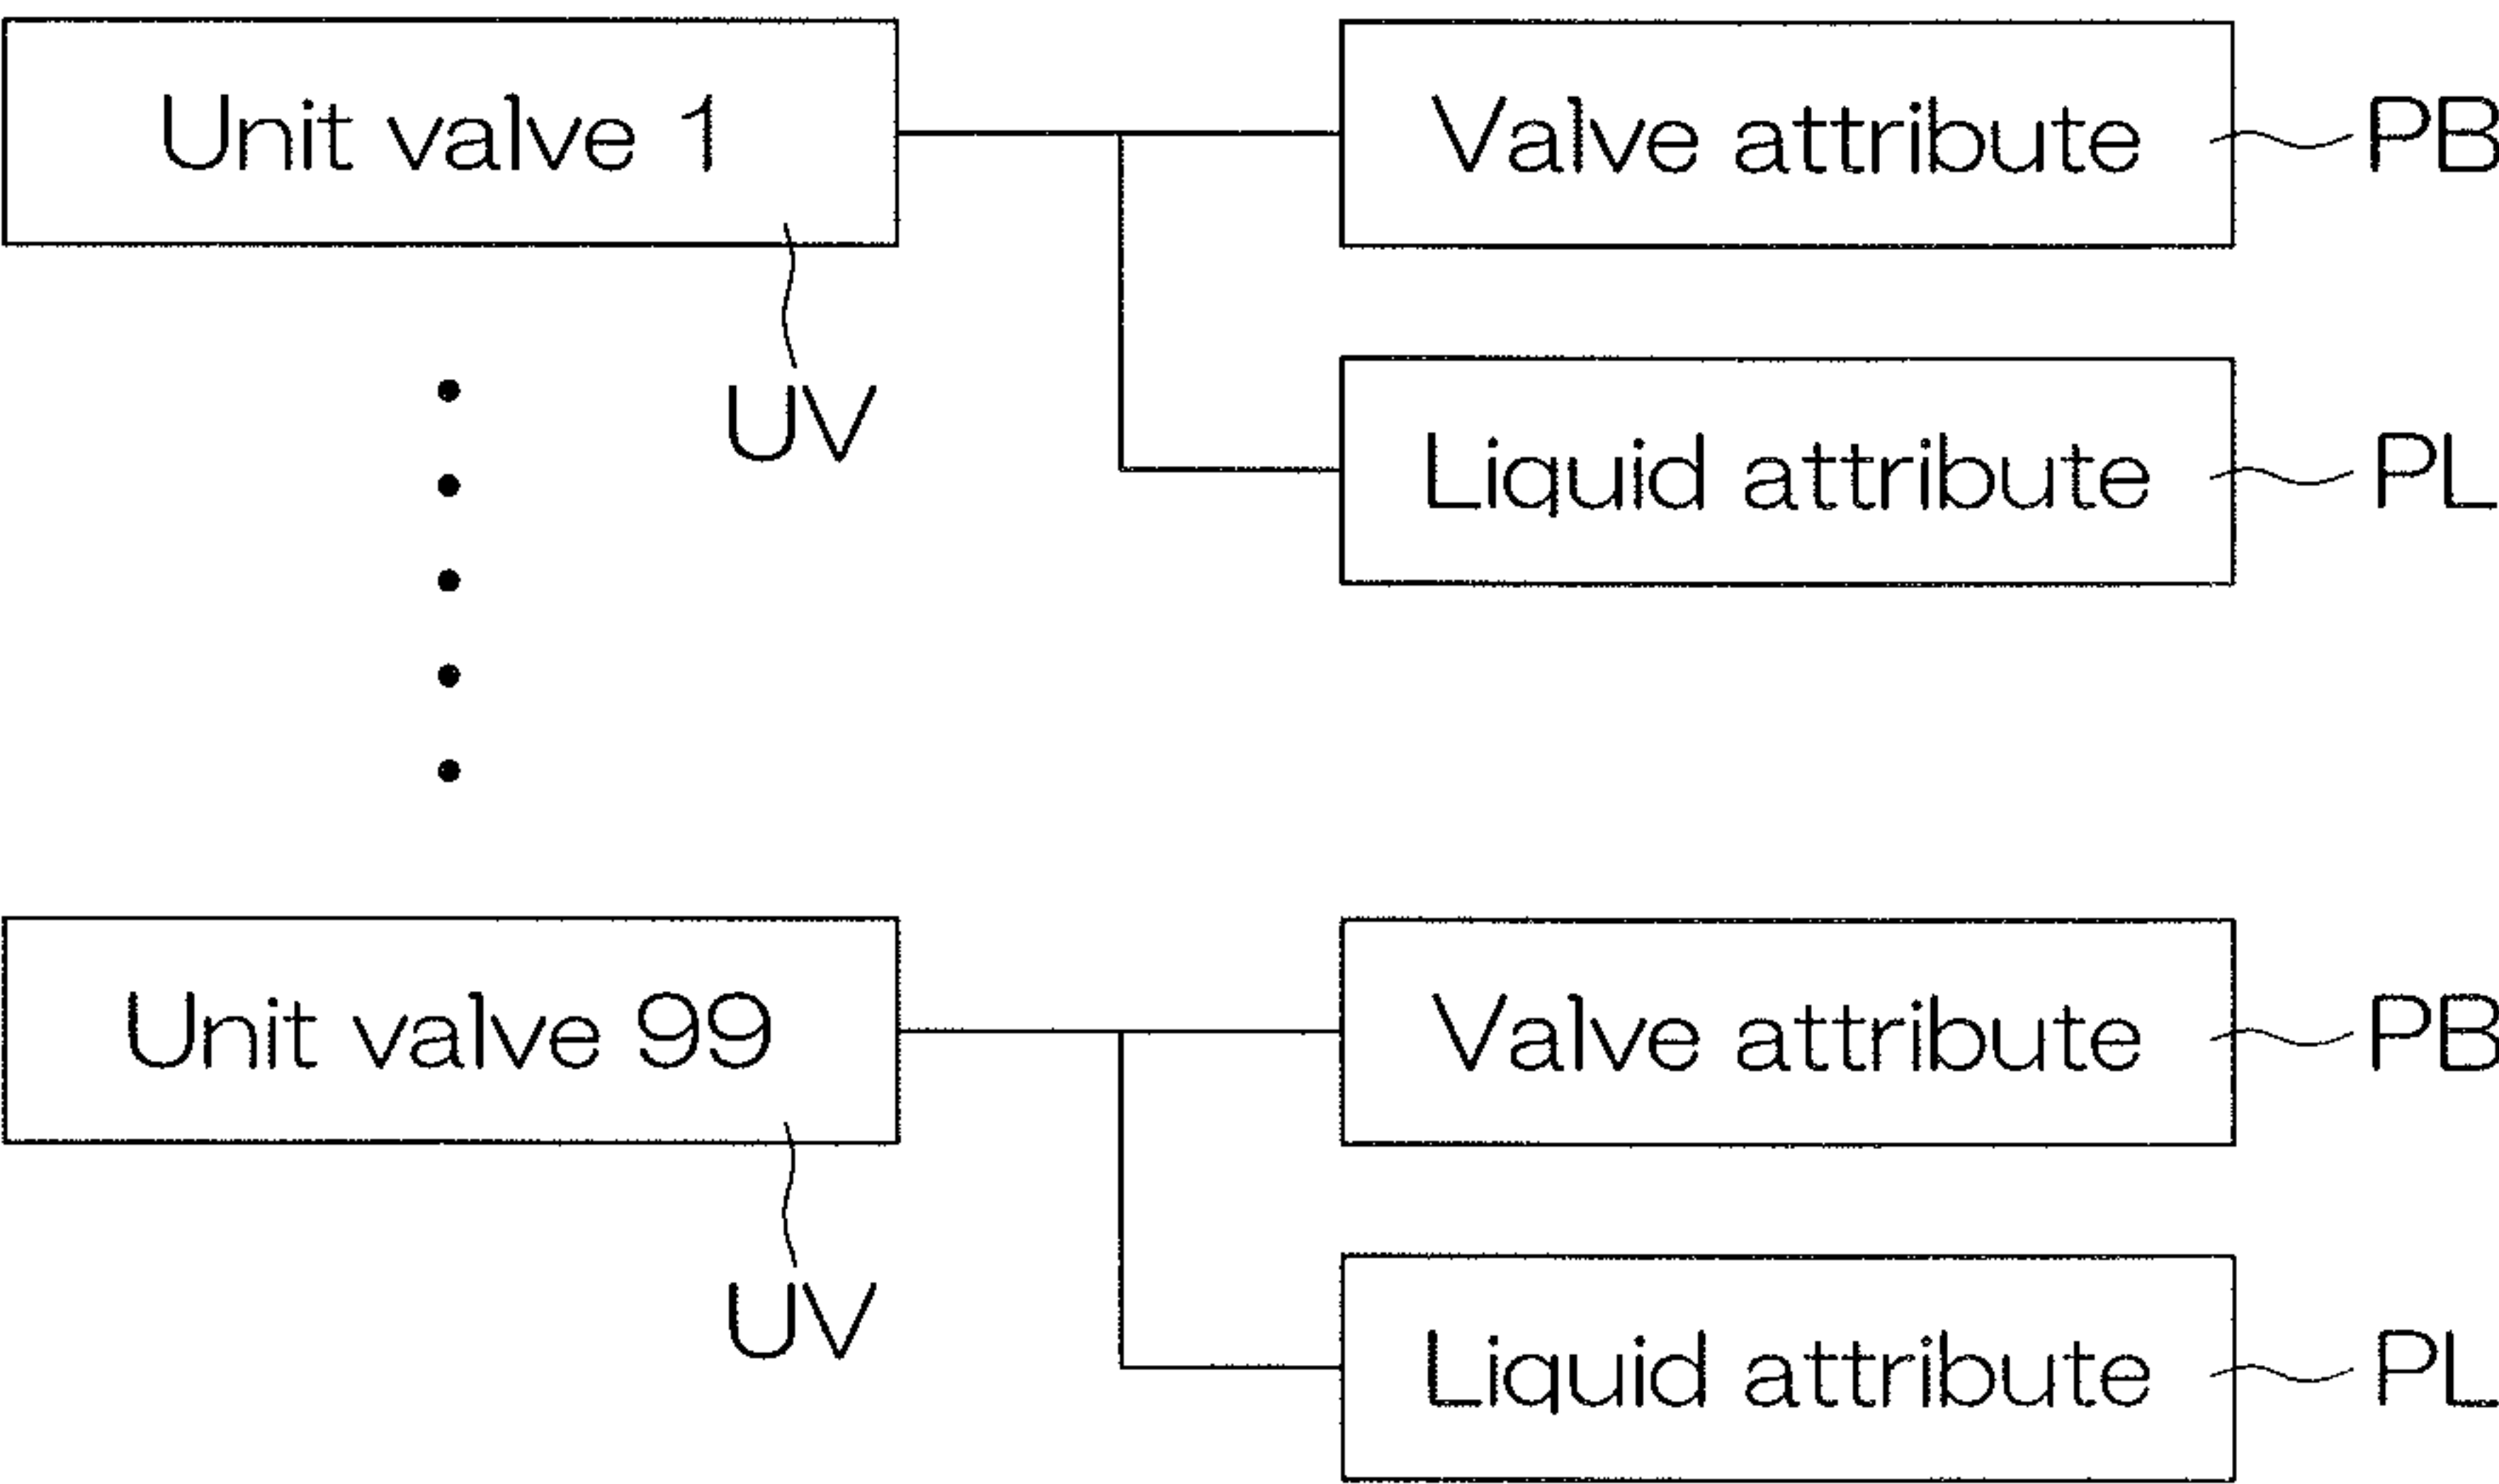 Unit valve 1
Valve attribute
PB
UV
Liquid attribute
PL
Unit valve 99
Valve attribute
PB
UV
Liquid attribute
PL